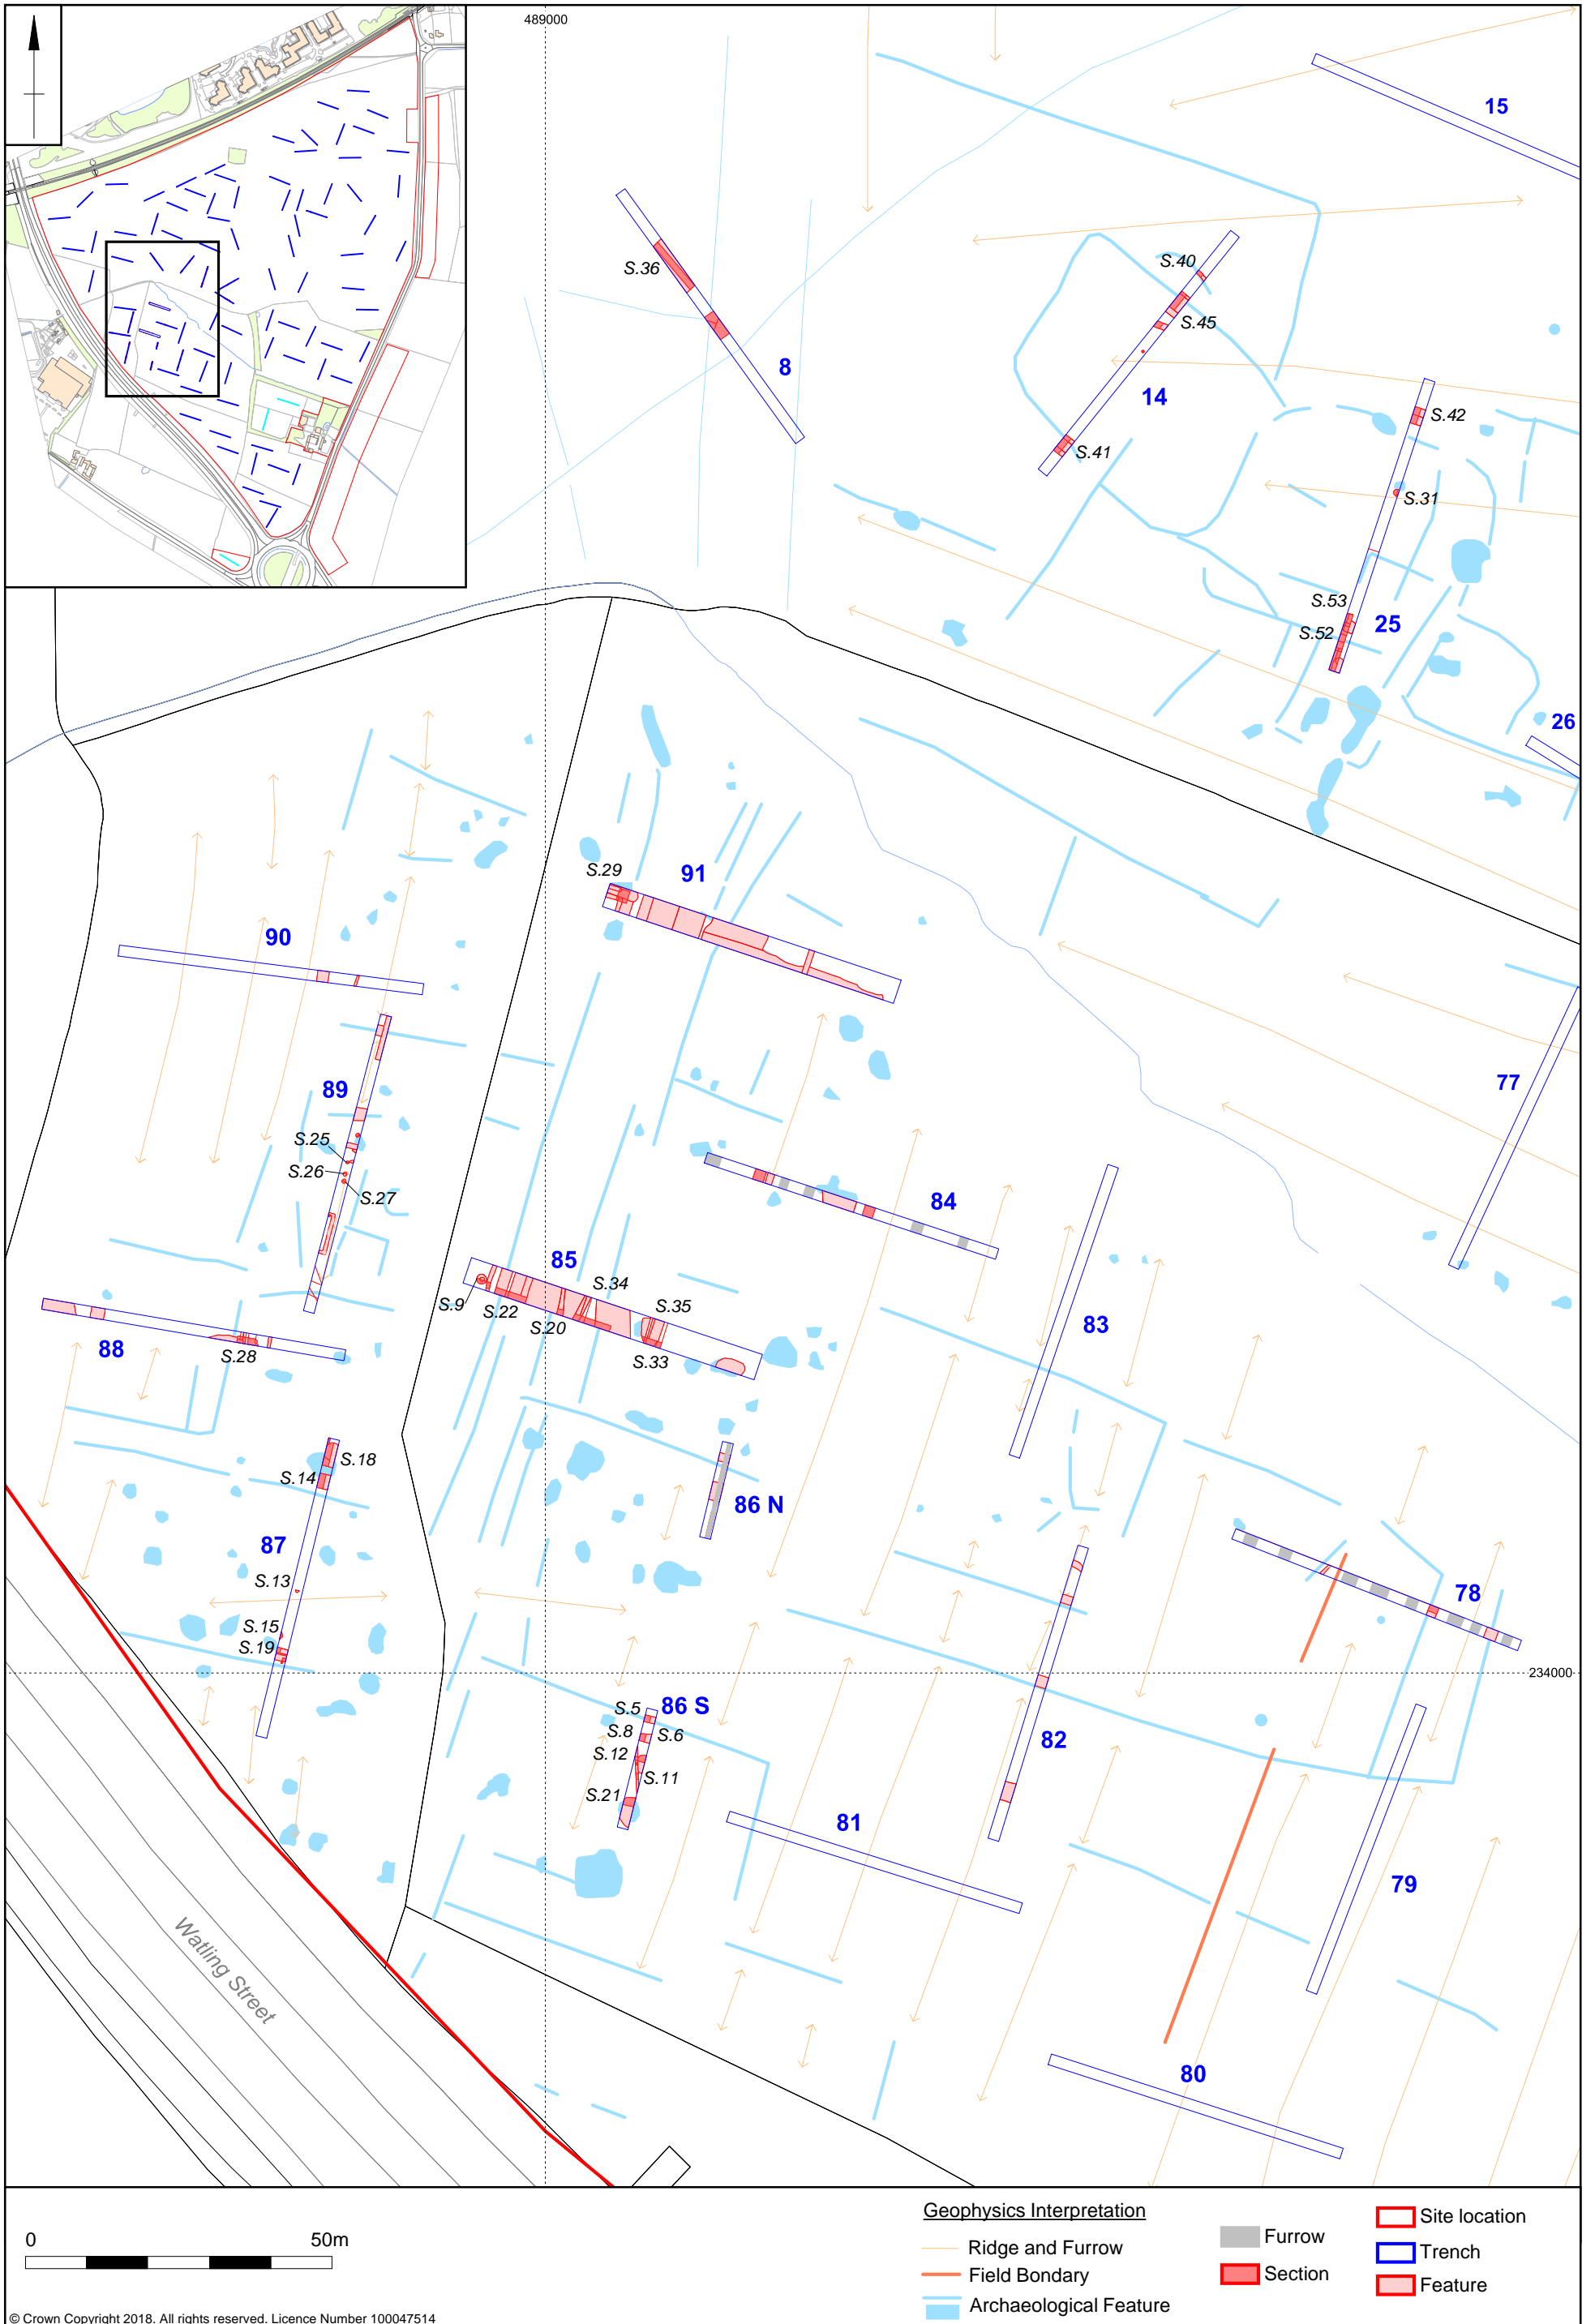 489000
15
S.36
S.40
S.45
8
14
S.42
S.41
S.31
S.53
25
S.52
26
S.29
91
90
89
77
S.25
S.26
S.27
84
85
S.34
S.9
S.22
S.20
S.35
83
88
S.28
S.33
S.18
S.14
86 N
87
S.13
78
S.15
S.19
234000
S.5
86 S
S.8
S.6
S.12
82
S.11
S.21
81
79
Watling Street
80
0
50m
Geophysics Interpretation
Ridge and Furrow
Field Bondary
Archaeological Feature
Furrow
Section
Site location
Trench
Feature
© Crown Copyright 2018. All rights reserved. Licence Number 100047514